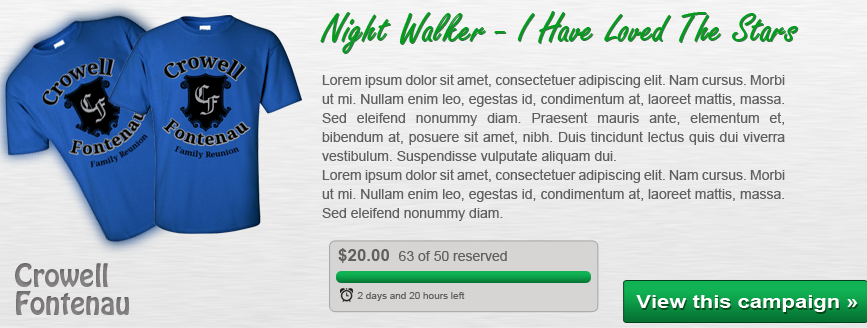 Night Walker - I Have Loved The Stars
Crowell
CF
Fontenau
Family Reunion
Crowell
CF
Fontenau
Family Reunion
Lorem ipsum dolor sit amet, consectetuer adipiscing elit. Nam cursus. Morbi
ut mi. Nullam enim leo, egestas id, condimentum at, laoreet mattis, massa.
Sed eleifend nonummy diam. Praesent mauris ante, elementum et,
bibendum at, posuere sit amet, nibh. Duis tincidunt lectus quis dui viverra
vestibulum. Suspendisse vulputate aliquam dui.
Lorem ipsum dolor sit amet, consectetuer adipiscing elit. Nam cursus. Morbi
ut mi. Nullam enim leo, egestas id, condimentum at, laoreet mattis, massa.
Sed eleifend nonummy diam.
$20.00 63 of 50 reserved
2 days and 20 hours left
Crowell
Fontenau
View this campaign »